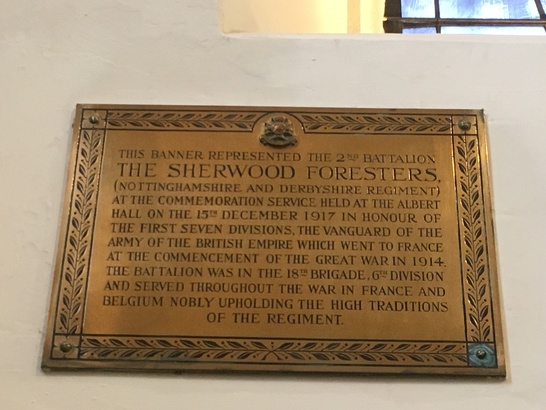 THIS BANNER REPRESENTED THE 2ND BATTALION
THE SHERWOOD FORESTERS,
(NOTTINGHAMSHIRE AND DERBYSHIRE REGIMENT)
AT THE COMMEMORATION SERVICE HELD AT THE ALBERT
HALL ON THE 15TH DECEMBER 1917 IN HONOUR OF
THE FIRST SEVEN DIVISIONS, THE VANGUARD OF THE
ARMY OF THE BRITISH EMPIRE WHICH WENT TO FRANCE
AT THE COMMENCEMENT OF THE GREAT WAR IN 1914.
THE BATTALION WAS IN THE 18TH BRIGADE, 6TH DIVISION
AND SERVED THROUGHOUT THE WAR IN FRANCE AND
BELGIUM NOBLY UPHOLDING THE HIGH TRADITIONS
OF THE REGIMENT.